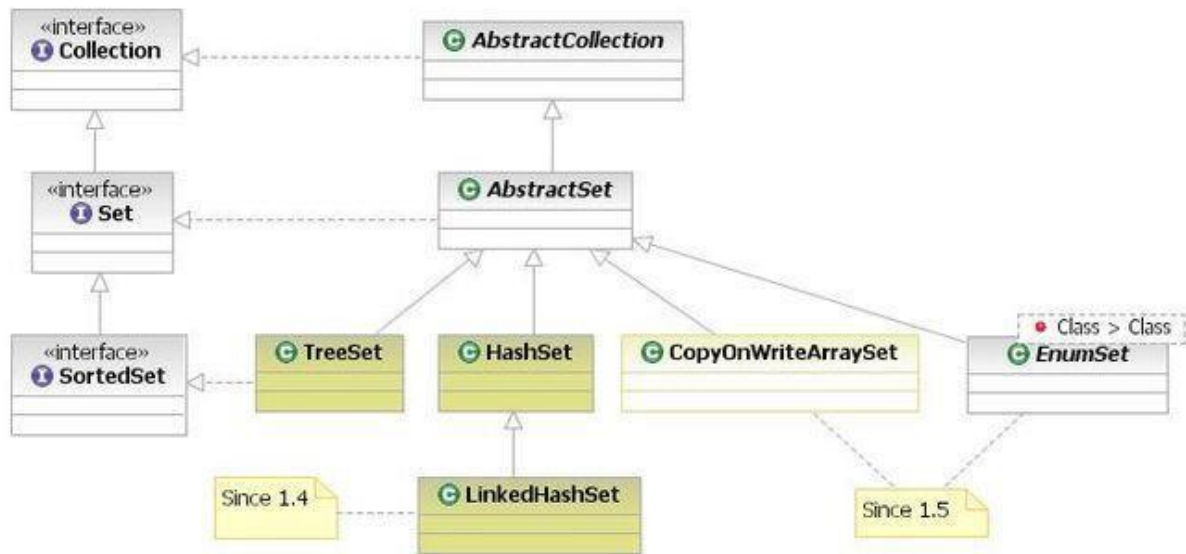 «interface»
I Collection
C AbstractCollection
«interface»
I Set
C AbstractSet
Class > Class
«interface»
I SortedSet
C TreeSet
C HashSet
C CopyOnWriteArraySet
C EnumSet
Since 1.4
C LinkedHashSet
Since 1.5